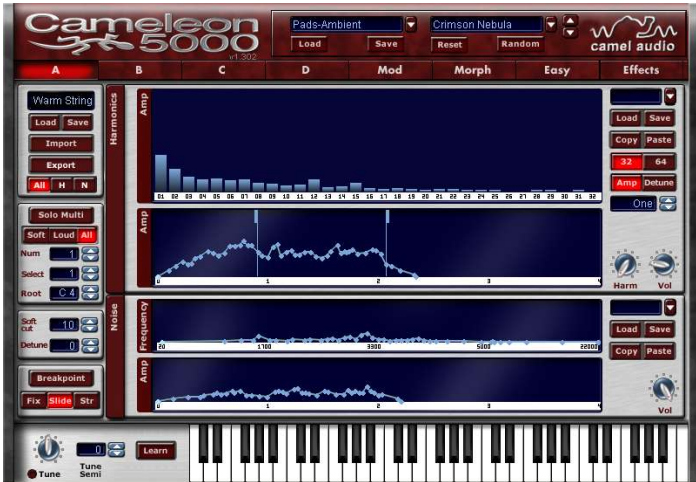 Cameleon
5000
v1.302
Pads-Ambient
Crimson Nebula
Load
Save
Reset
Random
camel audio
A
B
C
D
Mod
Morph
Easy
Effects
Warm String
Load Save
Import
Export
All H N
Solo Multi
Soft Loud All
Num 1
Select 1
Root C 4
Soft cut 10
Detune 0
Breakpoint
Fix Slide Str
Harmonics
Amp
01 02 03 04 05 06 07 08 09 10 11 12 13 14 15 16 17 18 19 20 21 22 23 24 25 26 27 28 29 30 31 32
Amp
0 1 2 3 4
Load Save
Copy Paste
32 64
Amp Detune
One
Harm Vol
Noise
Frequency
20 1700 3300 5600 22000
Amp
0 1 2 3 4
Load Save
Copy Paste
Vol
Tune
0
Tune
Semi
Learn